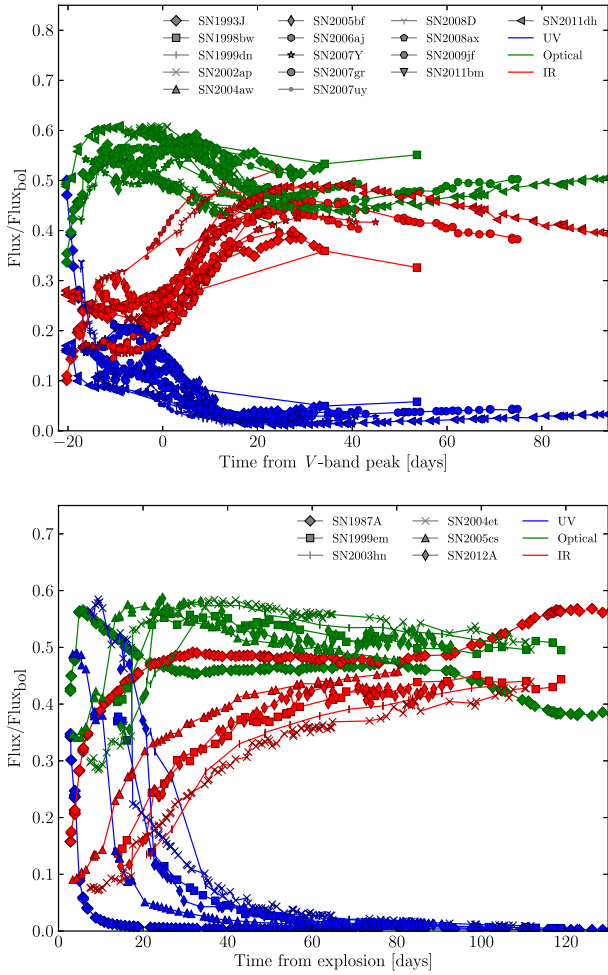 SN1993J SN2005bf SN2008D SN2011dh
SN1998bw SN2006aj SN2008ax UV
SN1999dn SN2007Y SN2009jf Optical
SN2002ap SN2007gr SN2011bm IR
SN2004aw SN2007uy
0.8
0.7
0.6
0.5
0.4
0.3
0.2
0.1
0.0
Flux/Flux_bol
−20 0 20 40 60 80
Time from V-band peak [days]
SN1987A SN2004et UV
SN1999em SN2005cs Optical
SN2003hn SN2012A IR
0.7
0.6
0.5
0.4
0.3
0.2
0.1
0.0
Flux/Flux_bol
0 20 40 60 80 100 120
Time from explosion [days]